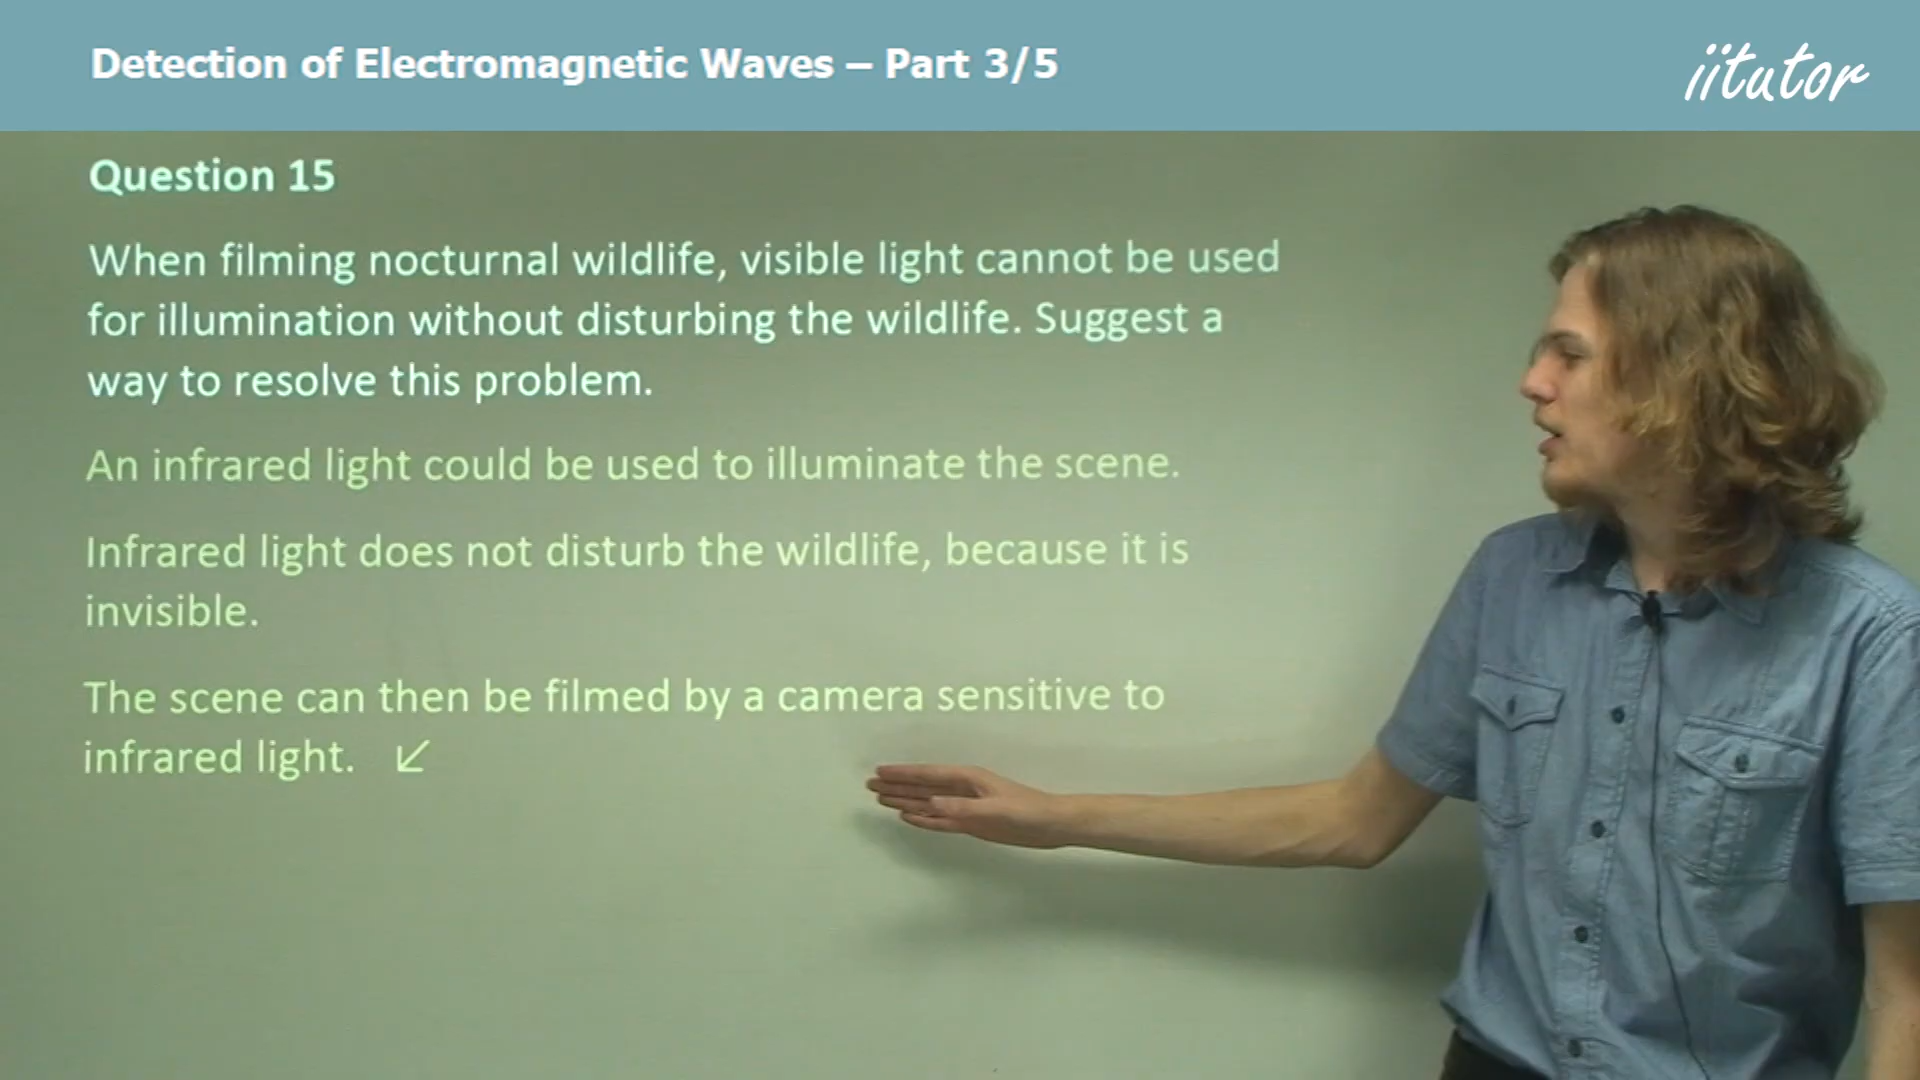 Detection of Electromagnetic Waves – Part 3/5
iitutor
Question 15
When filming nocturnal wildlife, visible light cannot be used
for illumination without disturbing the wildlife. Suggest a
way to resolve this problem.
An infrared light could be used to illuminate the scene.
Infrared light does not disturb the wildlife, because it is
invisible.
The scene can then be filmed by a camera sensitive to
infrared light. ↙